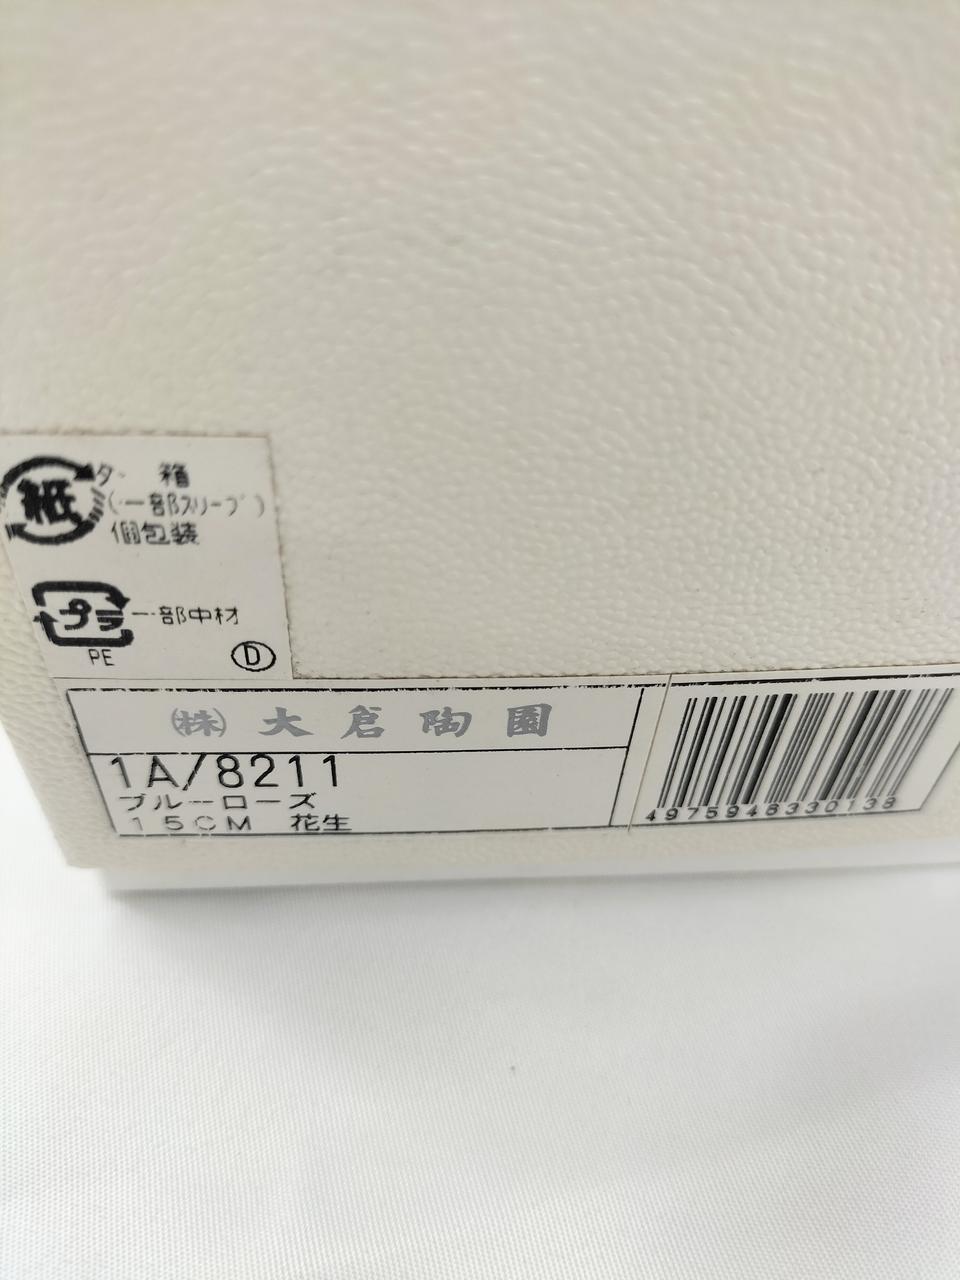 紙
タ 箱
(一部スリーブ)
個包装
プラ
一部中材
PE
D
㈱大倉陶園
1A/8211
ブルーローズ
15CM 花生
4975946330138